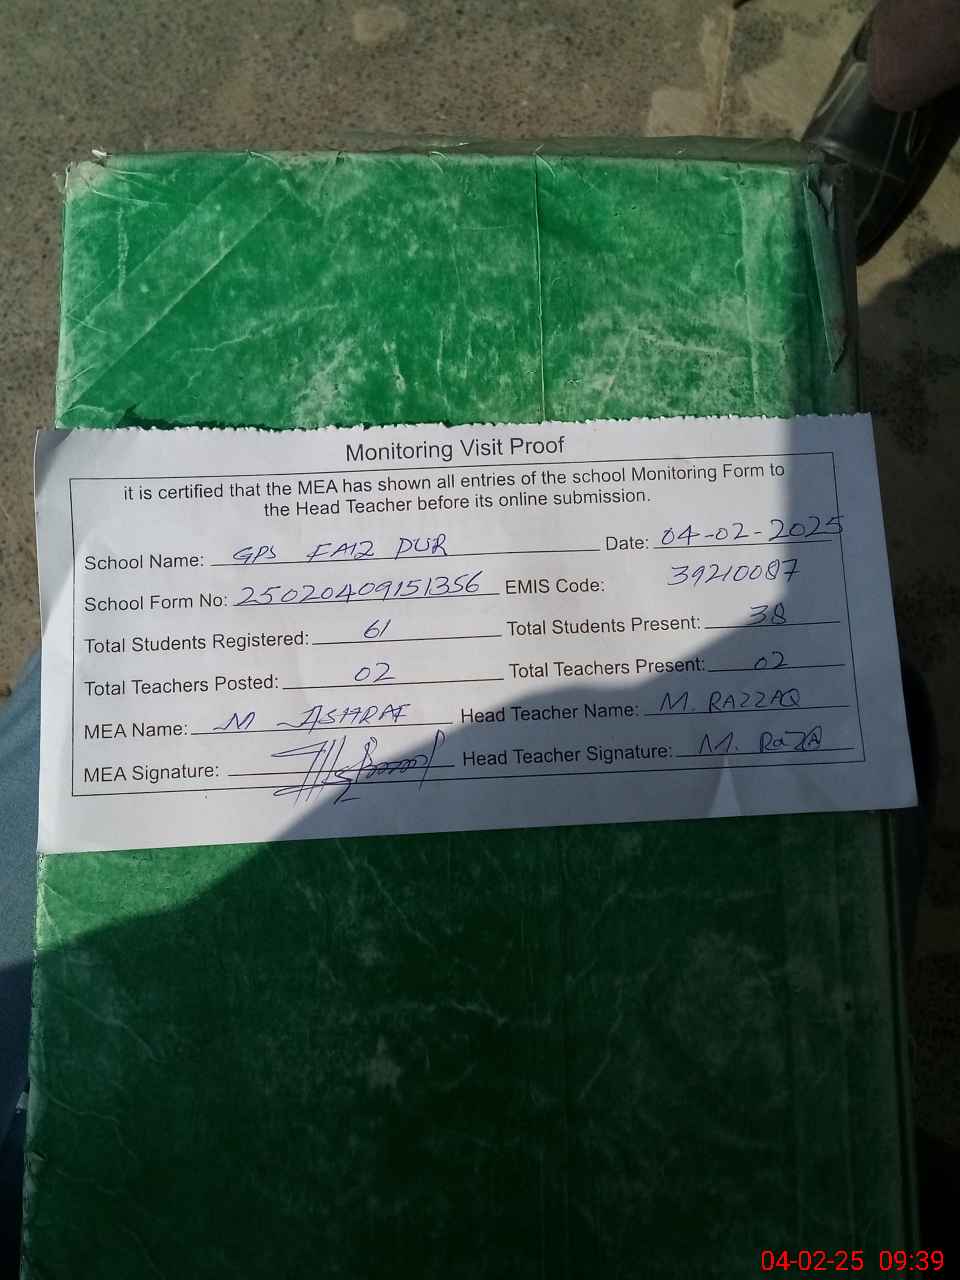 Monitoring Visit Proof
it is certified that the MEA has shown all entries of the school Monitoring Form to
the Head Teacher before its online submission.
School Name: GPS FAIZ PUR Date: 04-02-2025
School Form No: 25020409151356 EMIS Code: 39210087
Total Students Registered: 61 Total Students Present: 38
Total Teachers Posted: 02 Total Teachers Present: 02
MEA Name: M ASHRAF Head Teacher Name: M. RAZZAQ
MEA Signature: Head Teacher Signature: M. RaZA
04-02-25 09:39